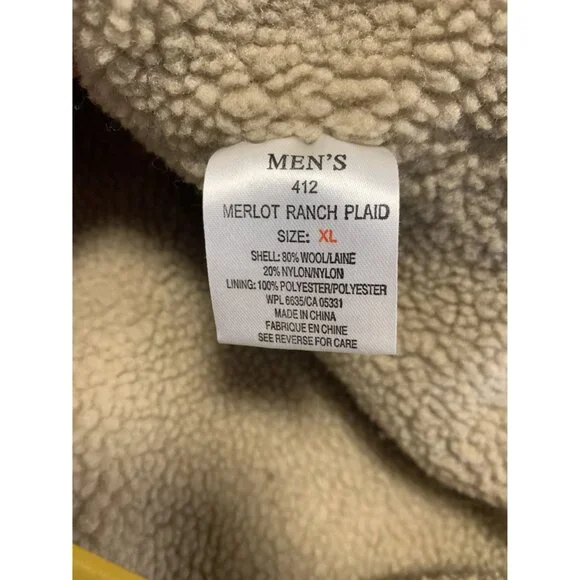 MEN'S
412
MERLOT RANCH PLAID
SIZE: XL
SHELL: 80% WOOL/LAINE
20% NYLON/NYLON
LINING: 100% POLYESTER/POLYESTER
WPL 6635/CA 05331
MADE IN CHINA
FABRIQUE EN CHINE
SEE REVERSE FOR CARE